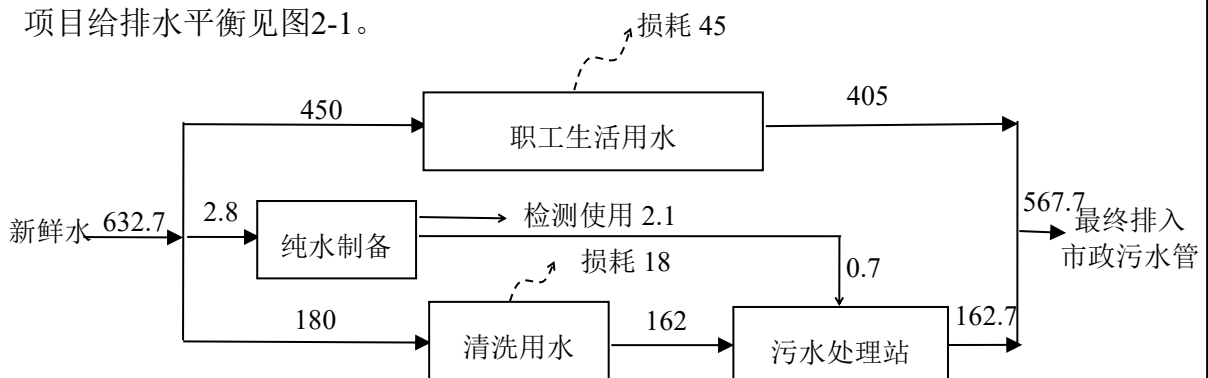 项目给排水平衡见图2-1。
损耗 45
450
职工生活用水
405
新鲜水
632.7
2.8
纯水制备
检测使用 2.1
567.7
最终排入
市政污水管
损耗 18
0.7
180
清洗用水
162
污水处理站
162.7